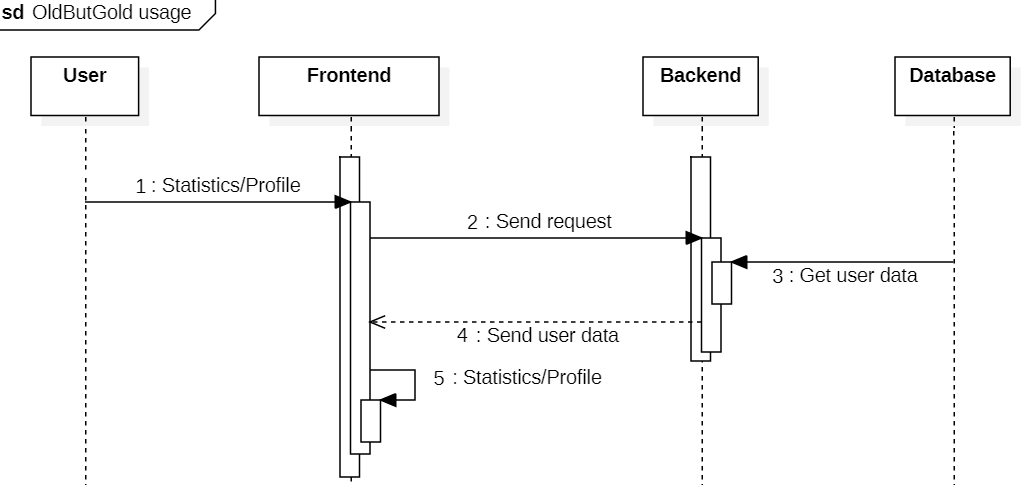 sd OldButGold usage
User
Frontend
Backend
Database
1 : Statistics/Profile
2 : Send request
3 : Get user data
4 : Send user data
5 : Statistics/Profile